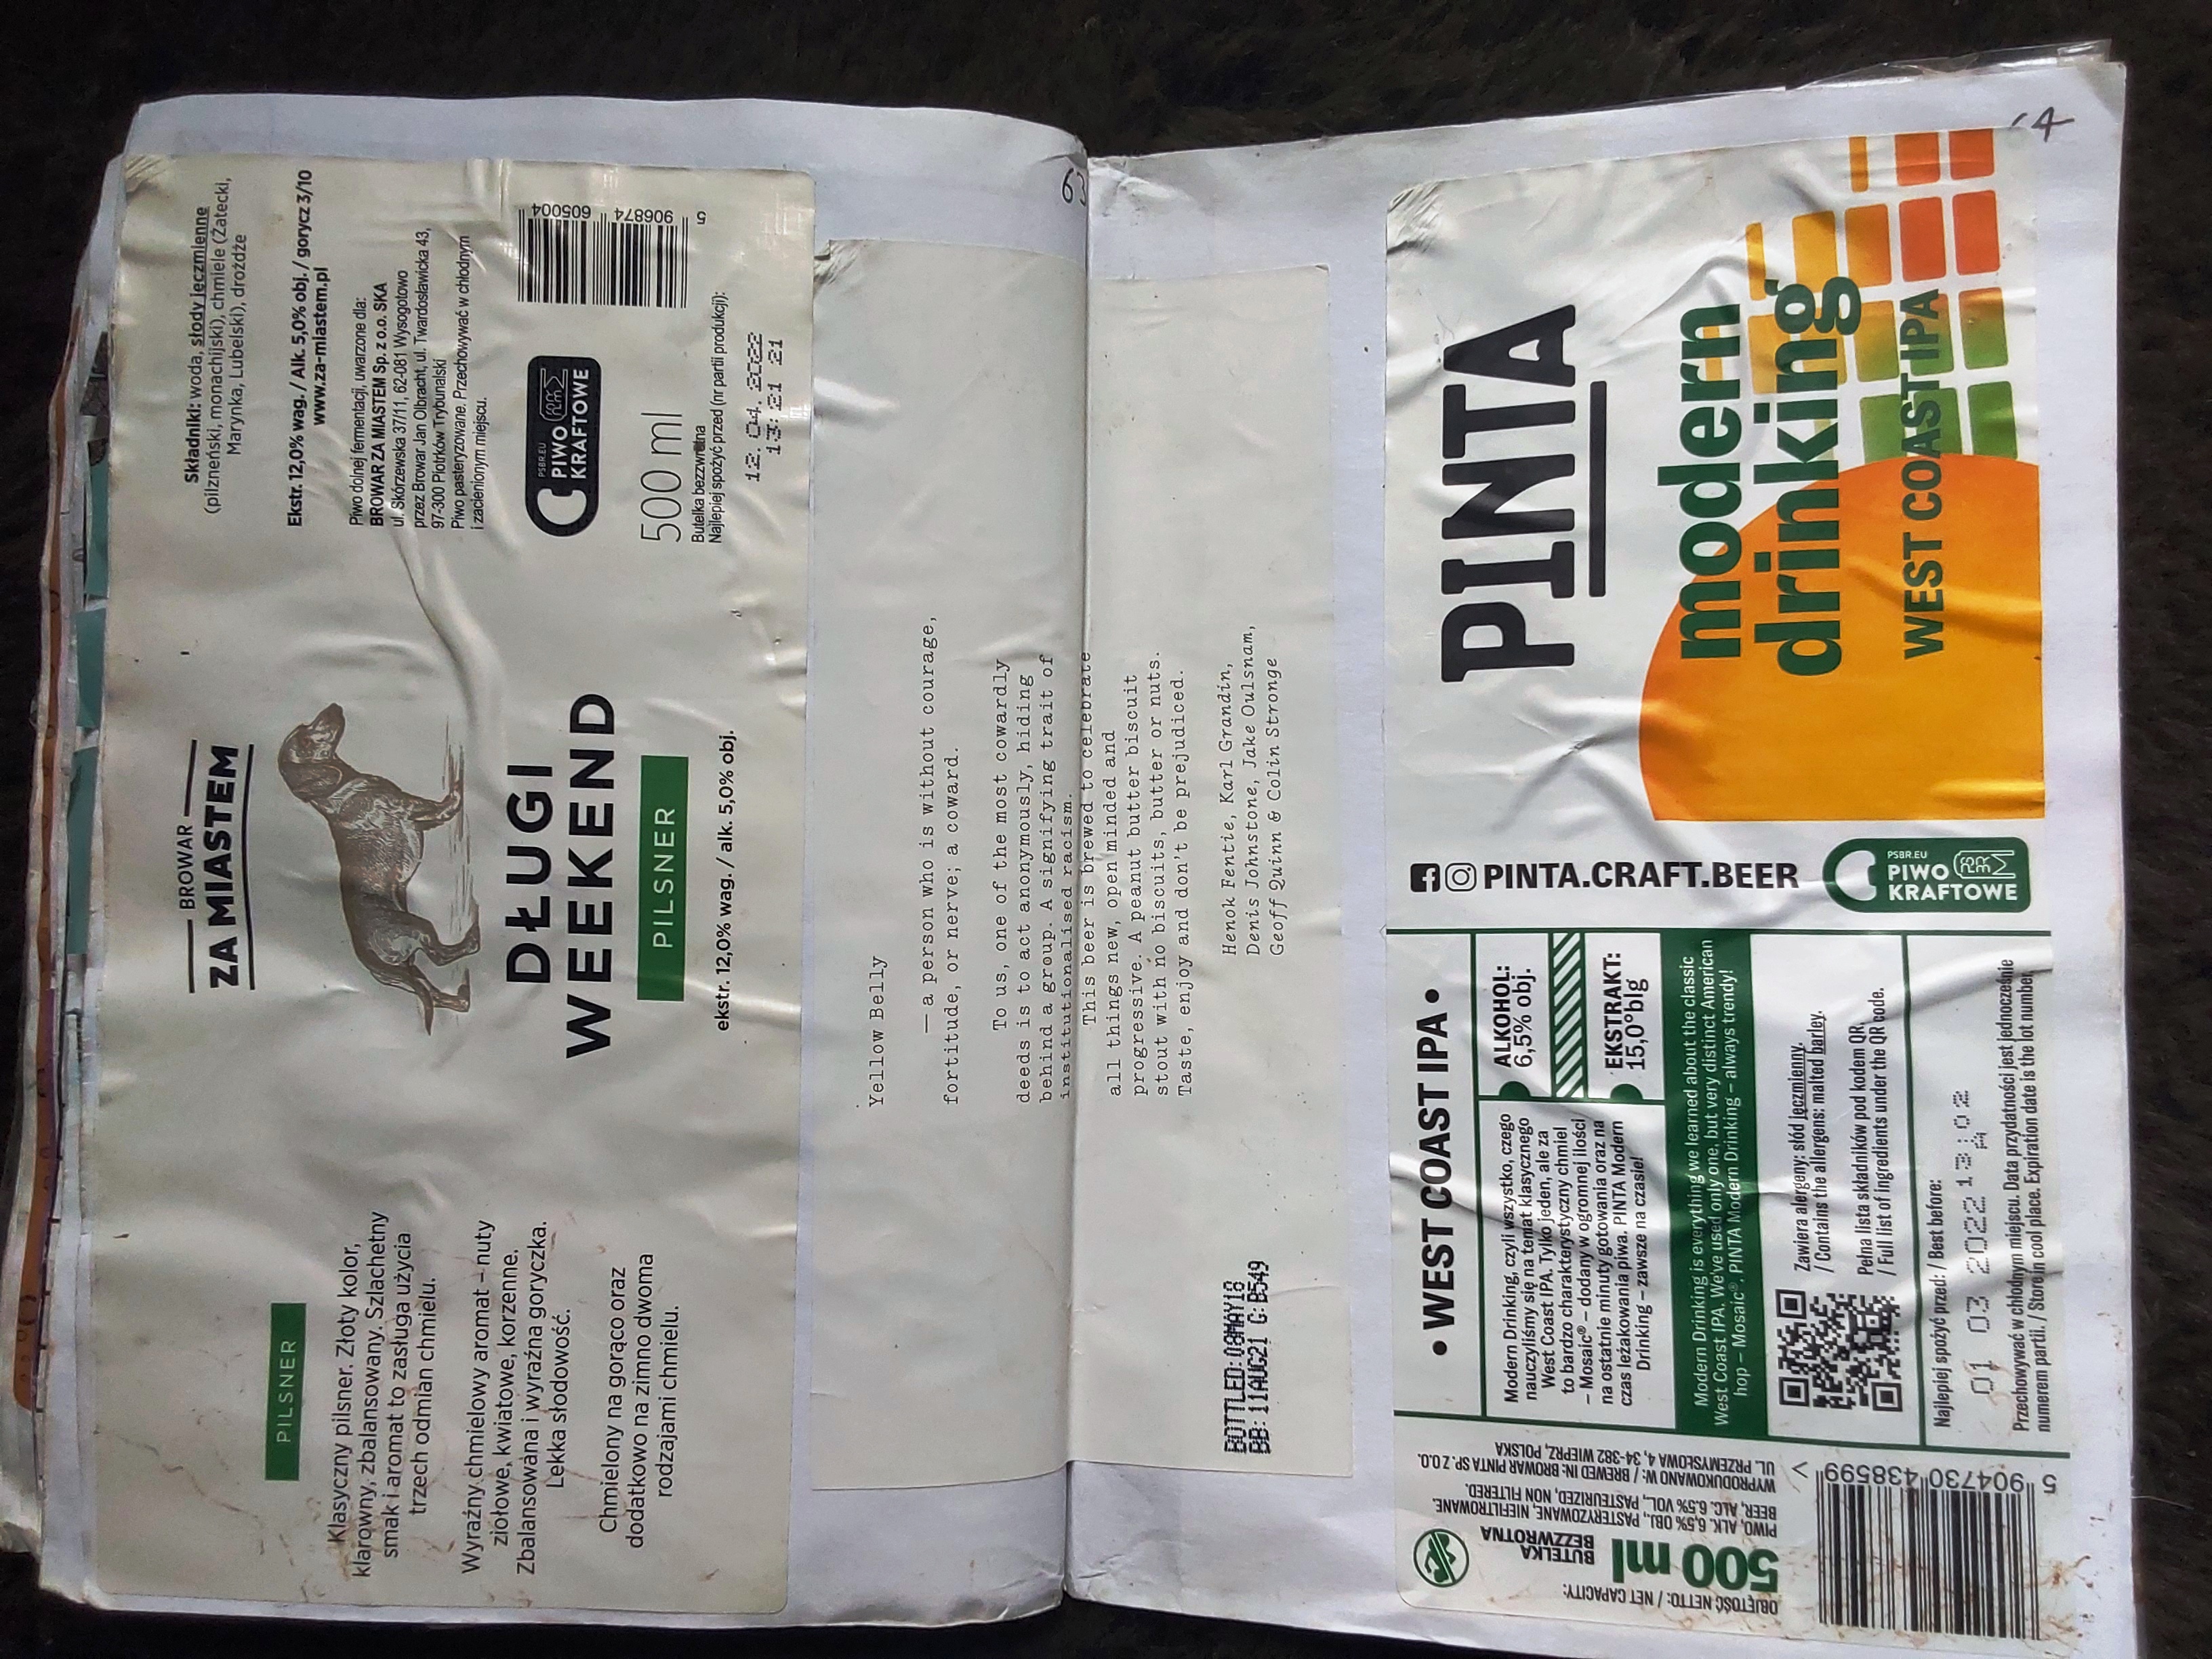 BROWAR
ZA MIASTEM
DŁUGI
WEEKEND
PILSNER
ekstr. 12,0% wag. / alk. 5,0% obj.
PILSNER
Klasyczny pilsner. Złoty kolor,
klarowny, zbalansowany. Szlachetny
smak i aromat to zasługa użycia
trzech odmian chmielu.
Wyraźny chmielowy aromat – nuty
ziołowe, kwiatowe, korzenne.
Zbalansowana i wyraźna goryczka.
Lekka słodowość.
Chmielony na gorąco oraz
dodatkowo na zimno dwoma
rodzajami chmielu.
Składniki: woda, słody jęczmienne
(pilzneński, monachijski), chmiele (Žatecki,
Marynka, Lubelski), drożdże
Ekstr. 12,0% wag. / Alk. 5,0% obj. / gorycz 3/10
www.za-miastem.pl
Piwo dolnej fermentacji, uwarzone dla:
BROWAR ZA MIASTEM Sp. z o.o. SKA
ul. Skórzewska 37/11, 62-081 Wysogotowo
przez Browar Jan Olbracht, ul. Twardosławicka 43,
97-300 Piotrków Trybunalski
Piwo pasteryzowane. Przechowywać w chłodnym
i zacienionym miejscu.
PSBR.EU
PIWO
KRAFTOWE
5 906874 605004
500 ml
Butelka bezzwrotna
Najlepiej spożyć przed (nr partii produkcji):
12.04.2022
13:21 21
63
Yellow Belly
— a person who is without courage,
fortitude, or nerve; a coward.
To us, one of the most cowardly
deeds is to act anonymously, hiding
behind a group. A signifying trait of
institutionalised racism.
This beer is brewed to celebrate
all things new, open minded and
progressive. A peanut butter biscuit
stout with no biscuits, butter or nuts.
Taste, enjoy and don't be prejudiced.
Henok Fentie, Karl Grandin,
Denis Johnstone, Jake Oulsnam,
Geoff Quinn & Colin Stronge
BOTTLED:08MAY18
BB:11AUG21 G:B549
64
PINTA
modern
drinking
WEST COAST IPA
PINTA.CRAFT.BEER
PSBR.EU
PIWO
KRAFTOWE
• WEST COAST IPA •
Modern Drinking, czyli wszystko, czego
nauczyliśmy się na temat klasycznego
West Coast IPA. Tylko jeden, ale za
to bardzo charakterystyczny chmiel
– Mosaic® – dodany w ogromnej ilości
na ostatnie minuty gotowania oraz na
czas leżakowania piwa. PINTA Modern
Drinking – zawsze na czasie!
ALKOHOL:
6,5% obj.
EKSTRAKT:
15,0°blg
Modern Drinking is everything we learned about the classic
West Coast IPA. We've used only one, but very distinct American
hop – Mosaic®. PINTA Modern Drinking – always trendy!
Zawiera alergeny: słód jęczmienny.
/ Contains the allergens: malted barley.
Pełna lista składników pod kodem QR.
/ Full list of ingredients under the QR code.
Najlepiej spożyć przed: / Best before:
01 03 2022 13:02
A
Przechowywać w chłodnym miejscu. Data przydatności jest jednocześnie
numerem partii. / Store in cool place. Expiration date is the lot number.
OBJĘTOŚĆ NETTO: / NET CAPACITY:
500 ml
BUTELKA
BEZZWROTNA
PIWO, ALK. 6,5% OBJ., PASTERYZOWANE, NIEFILTROWANE.
BEER, ALC. 6.5% VOL., PASTEURIZED, NON FILTERED.
WYPRODUKOWANO W: / BREWED IN: BROWAR PINTA SP. Z O.O.
UL. PRZEMYSŁOWA 4, 34-382 WIEPRZ, POLSKA
5 904730 438599 >